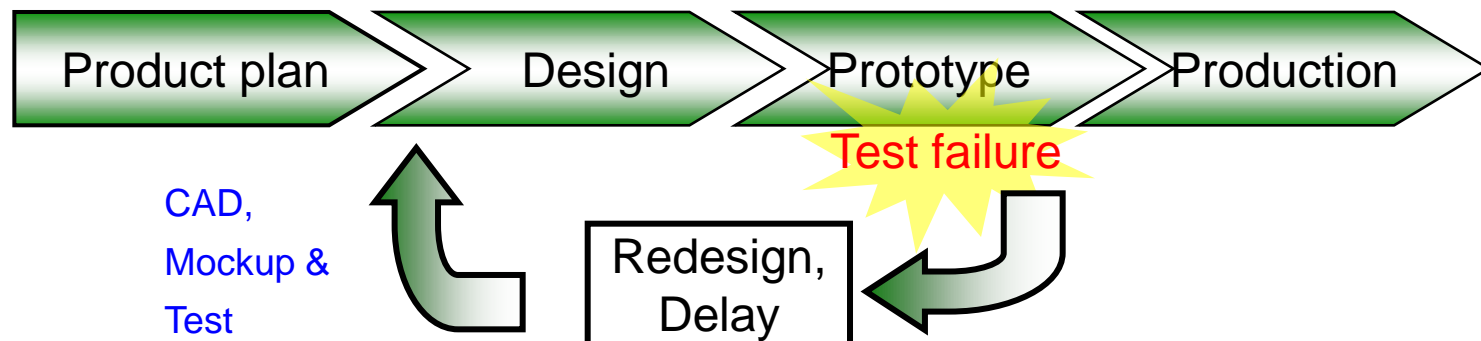 Product plan
Design
Prototype
Production
Test failure
CAD,
Mockup &
Test
Redesign,
Delay